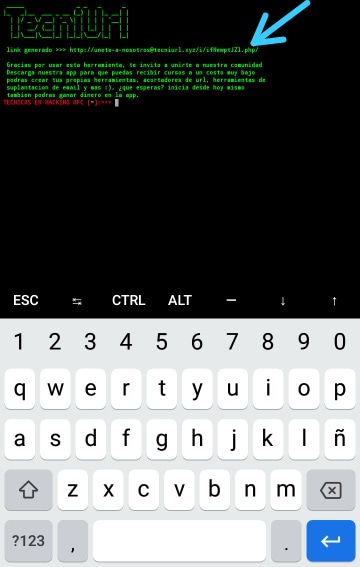 TecniUrl
link generado >>> http://unete-a-nosotros@tecniurl.xyz/i/ifHemptJZl.php/
Gracias por usar esta herramienta, te invito a unirte a nuestra comunidad
Descarga nuestra app para que puedas recibir cursos a un costo muy bajo
podras crear tus propias herramientas, acortadores de url, herramientas de
suplantacion de email y mas :), ¿que esperas? inicia desde hoy mismo
tambien podras ganar dinero en la app.
TECNICOS EN HACKING OFC [~]:~>>>
ESC ↹ CTRL ALT — ↓ ↑
1 2 3 4 5 6 7 8 9 0
q w e r t y u i o p
a s d f g h j k l ñ
z x c v b n m
?123 , .